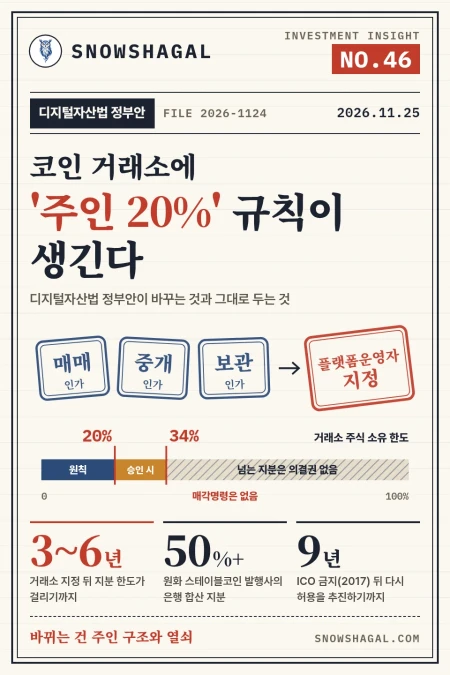 SNOWSHAGAL
INVESTMENT INSIGHT
NO.46
디지털자산법 정부안 FILE 2026-1124 2026.11.25
코인 거래소에
'주인 20%' 규칙이
생긴다
디지털자산법 정부안이 바꾸는 것과 그대로 두는 것
매매 인가
중개 인가
보관 인가
→
플랫폼운영자 지정
20% 34% 거래소 주식 소유 한도
원칙 승인 시 넘는 지분은 의결권 없음
0 매각명령은 없음 100%
3~6년
거래소 지정 뒤 지분 한도가
걸리기까지
50%+
원화 스테이블코인 발행사의
은행 합산 지분
9년
ICO 금지(2017) 뒤 다시
허용을 추진하기까지
바뀌는 건 주인 구조와 열쇠 SNOWSHAGAL.COM